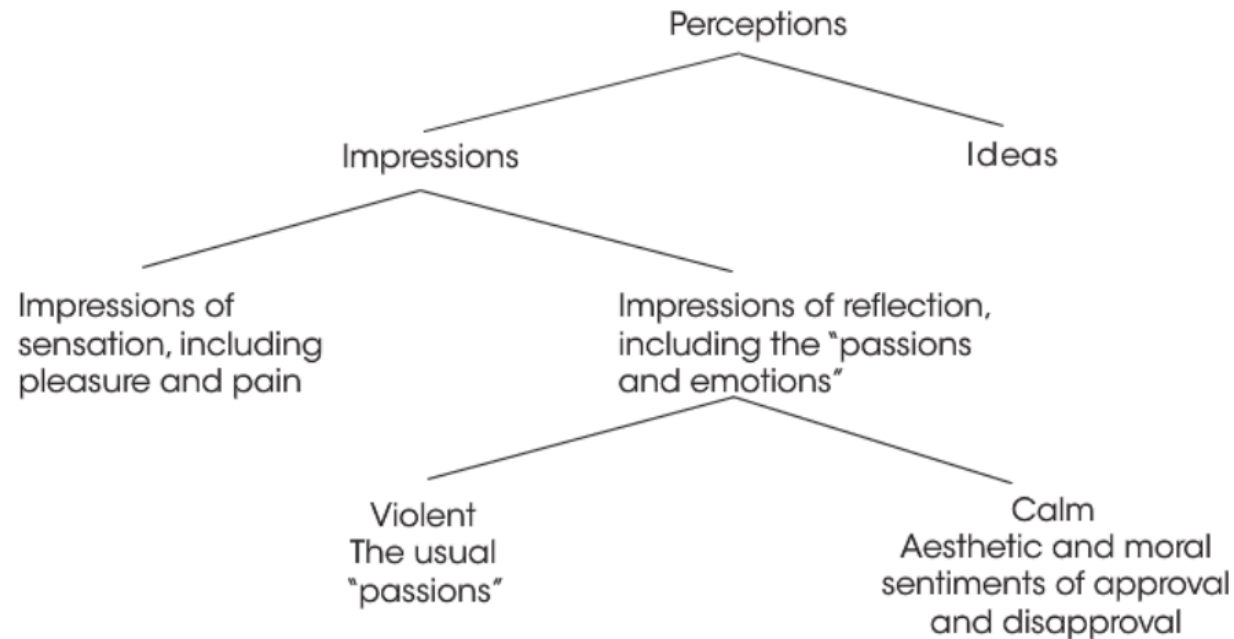 Perceptions
Impressions
Ideas
Impressions of
sensation, including
pleasure and pain
Impressions of reflection,
including the “passions
and emotions”
Violent
The usual
“passions”
Calm
Aesthetic and moral
sentiments of approval
and disapproval